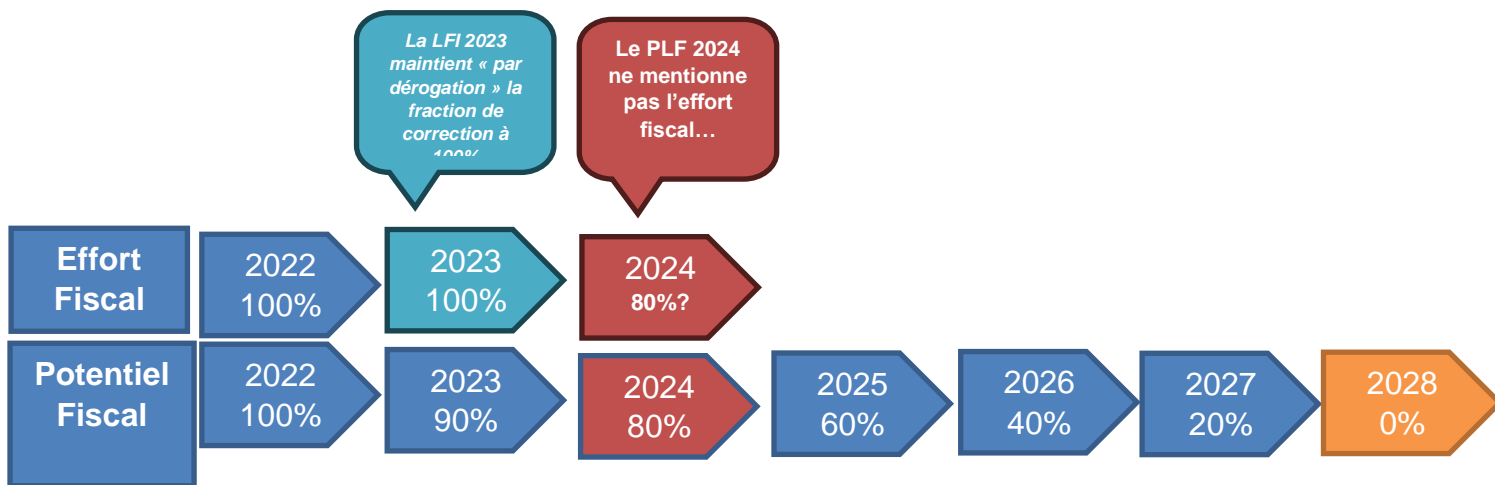 La LFI 2023
maintient « par
dérogation » la
fraction de
correction à
100%
Le PLF 2024
ne mentionne
pas l'effort
fiscal…
Effort
Fiscal
2022
100%
2023
100%
2024
80%?
Potentiel
Fiscal
2022
100%
2023
90%
2024
80%
2025
60%
2026
40%
2027
20%
2028
0%